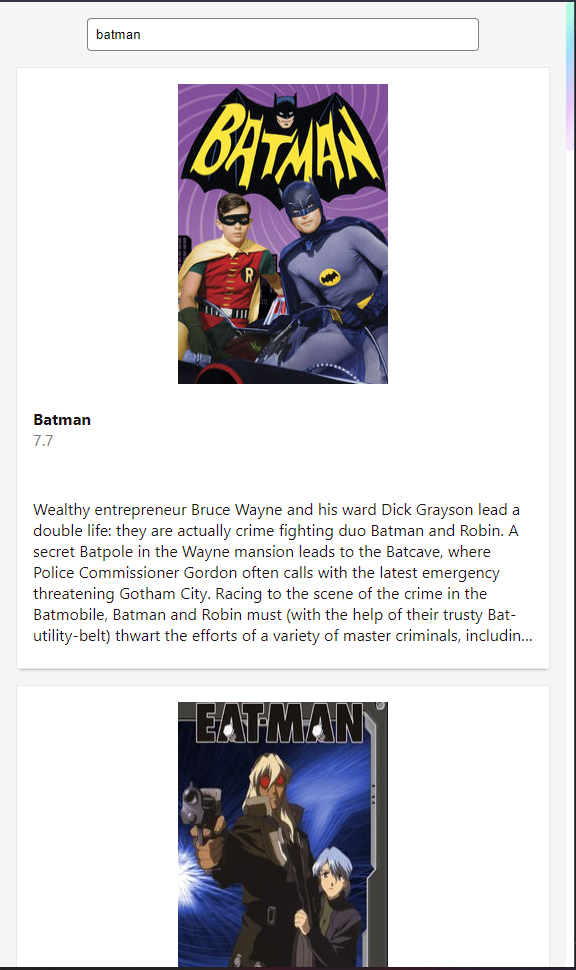 batman
BATMAN
R
Batman
7.7
Wealthy entrepreneur Bruce Wayne and his ward Dick Grayson lead a
double life: they are actually crime fighting duo Batman and Robin. A
secret Batpole in the Wayne mansion leads to the Batcave, where
Police Commissioner Gordon often calls with the latest emergency
threatening Gotham City. Racing to the scene of the crime in the
Batmobile, Batman and Robin must (with the help of their trusty Bat-
utility-belt) thwart the efforts of a variety of master criminals, includin...
EAT-MAN